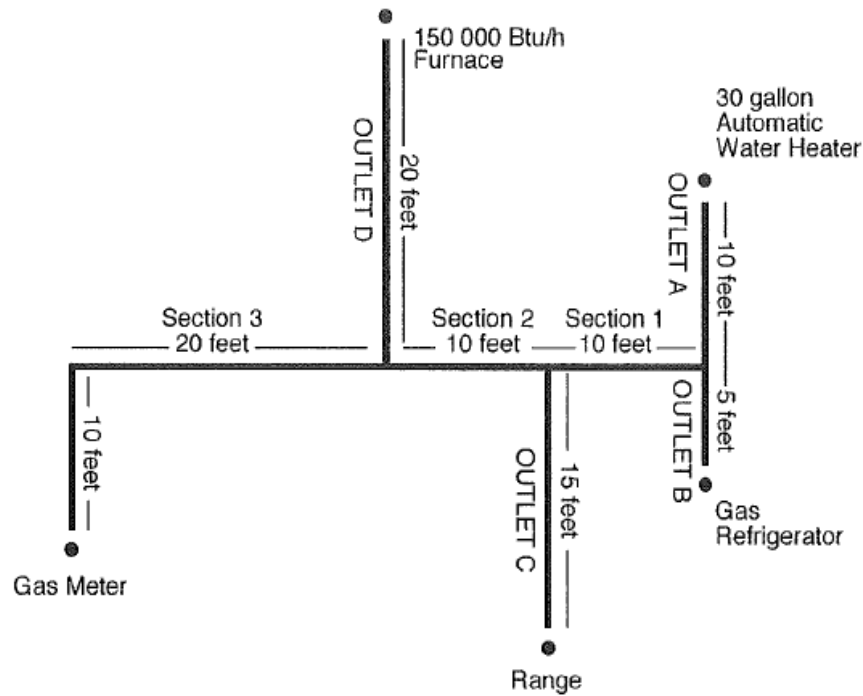 150 000 Btu/h
Furnace
30 gallon
Automatic
Water Heater
OUTLET D
20 feet
OUTLET A
10 feet
Section 3
20 feet
Section 2
10 feet
Section 1
10 feet
10 feet
OUTLET B
5 feet
OUTLET C
15 feet
Gas
Refrigerator
Gas Meter
Range